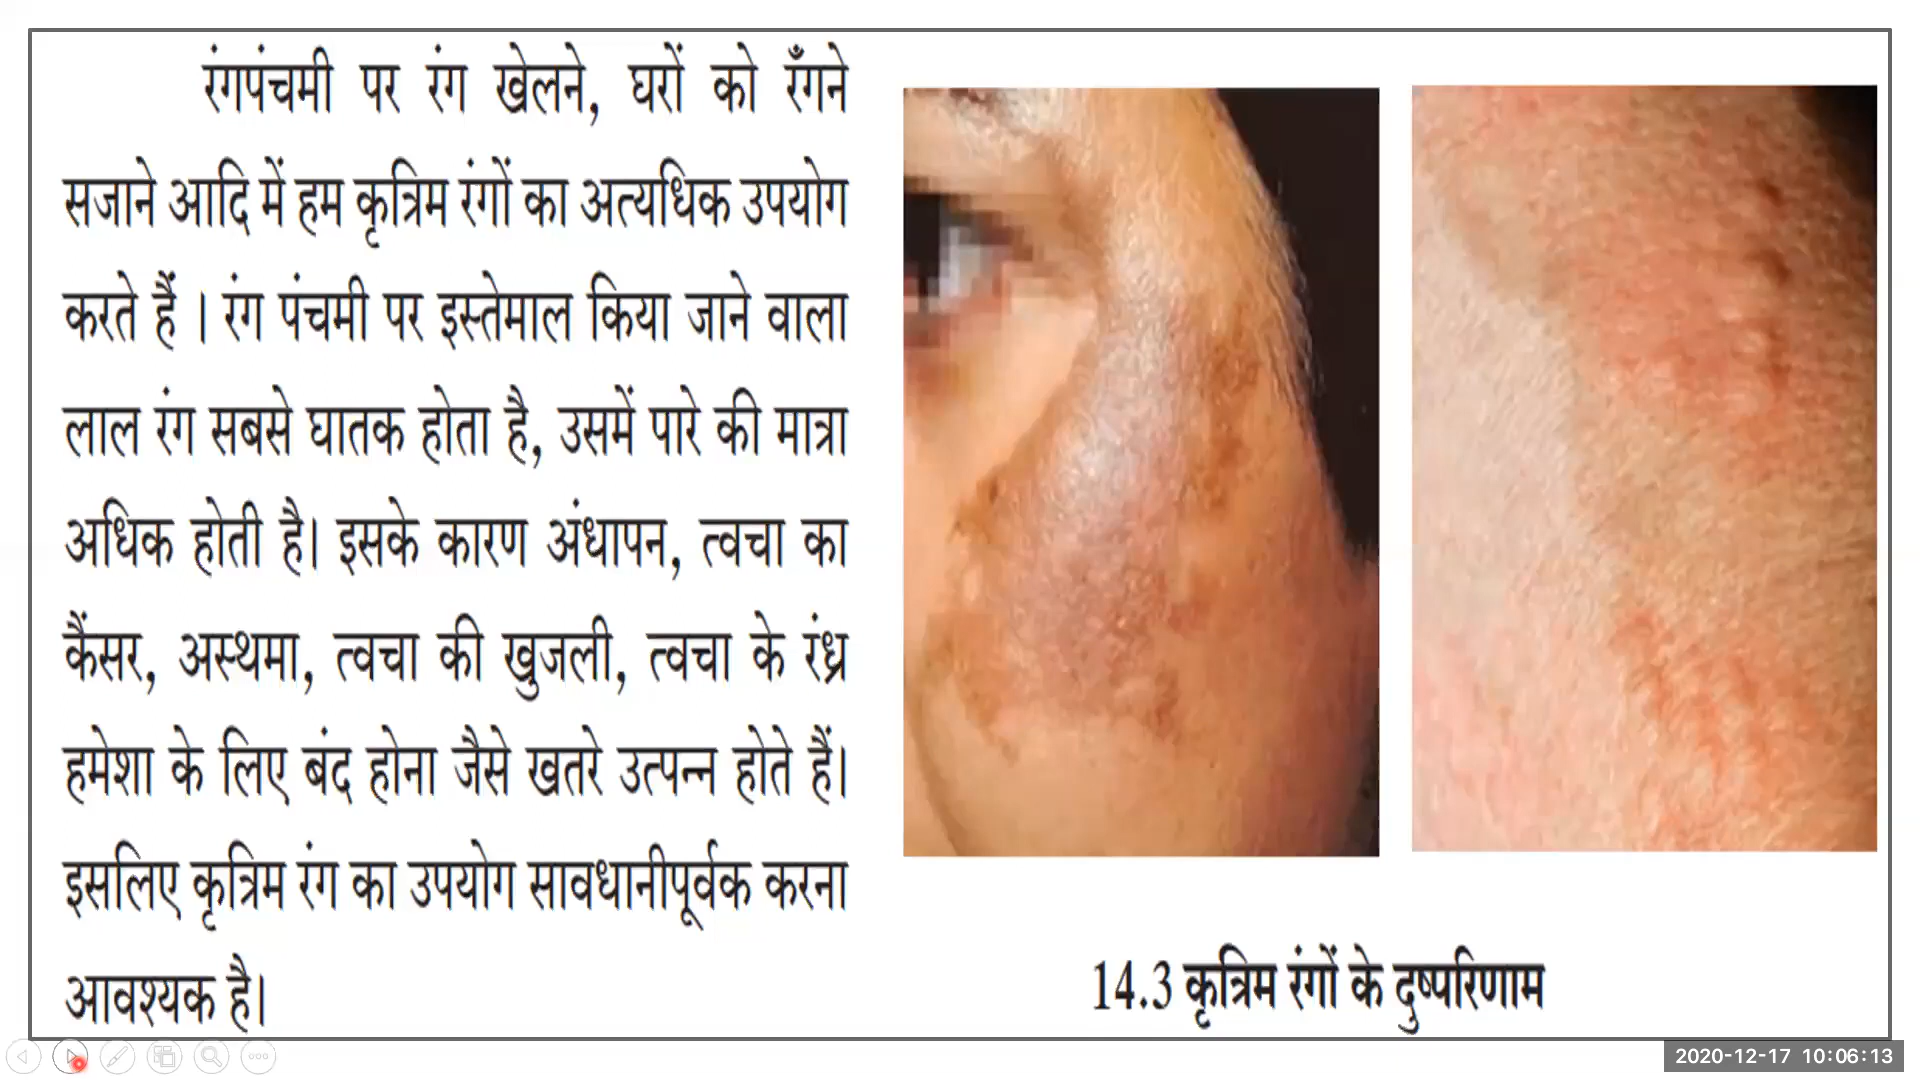 रंगपंचमी पर रंग खेलने, घरों को रँगने
सजाने आदि में हम कृत्रिम रंगों का अत्यधिक उपयोग
करते हैं । रंग पंचमी पर इस्तेमाल किया जाने वाला
लाल रंग सबसे घातक होता है, उसमें पारे की मात्रा
अधिक होती है। इसके कारण अंधापन, त्वचा का
कैंसर, अस्थमा, त्वचा की खुजली, त्वचा के रंध्र
हमेशा के लिए बंद होना जैसे खतरे उत्पन्न होते हैं।
इसलिए कृत्रिम रंग का उपयोग सावधानीपूर्वक करना
आवश्यक है।
14.3 कृत्रिम रंगों के दुष्परिणाम
2020-12-17 10:06:13